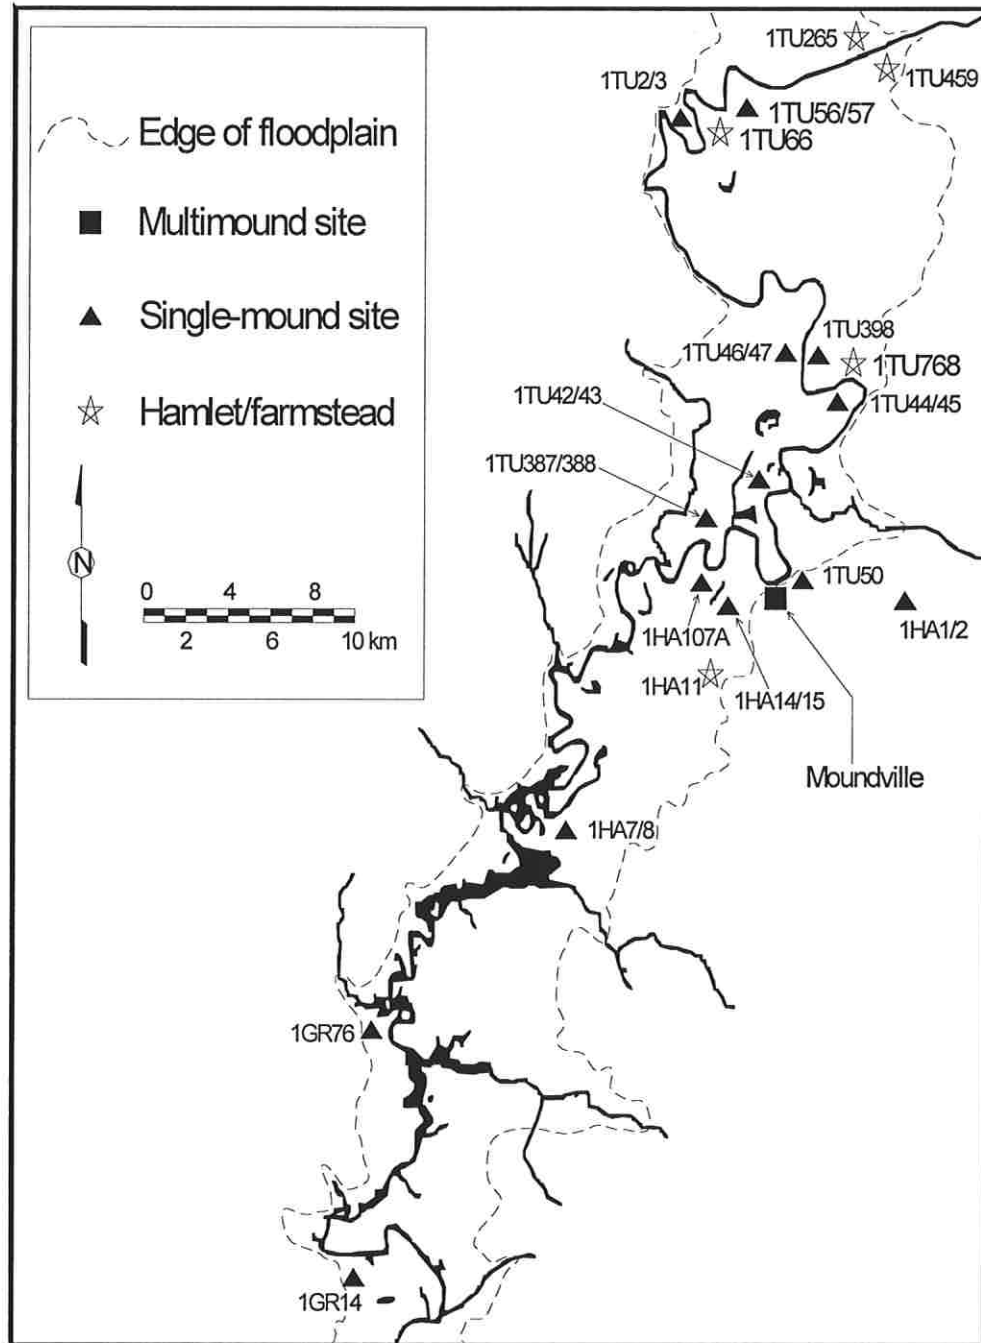 Edge of floodplain
Multimound site
Single-mound site
Hamlet/farmstead
N
0 4 8
2 6 10 km
1TU265
1TU459
1TU2/3
1TU56/57
1TU66
1TU398
1TU46/47
1TU768
1TU42/43
1TU44/45
1TU387/388
1TU50
1HA1/2
1HA107A
1HA11
1HA14/15
Moundville
1HA7/8
1GR76
1GR14